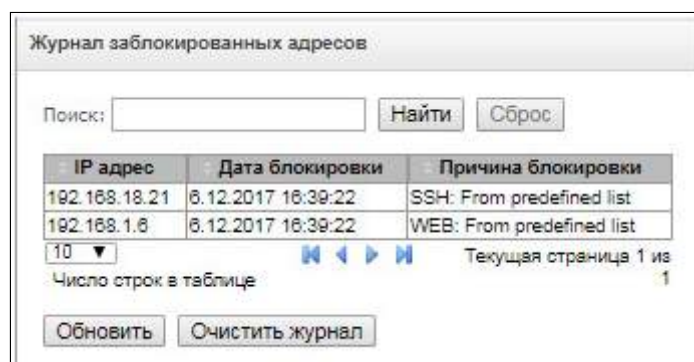 Журнал заблокированных адресов
Поиск: Найти Сброс
IP адрес Дата блокировки Причина блокировки
192.168.18.21 6.12.2017 16:39:22 SSH: From predefined list
192.168.1.6 6.12.2017 16:39:22 WEB: From predefined list
10 Текущая страница 1 из
Число строк в таблице 1
Обновить Очистить журнал